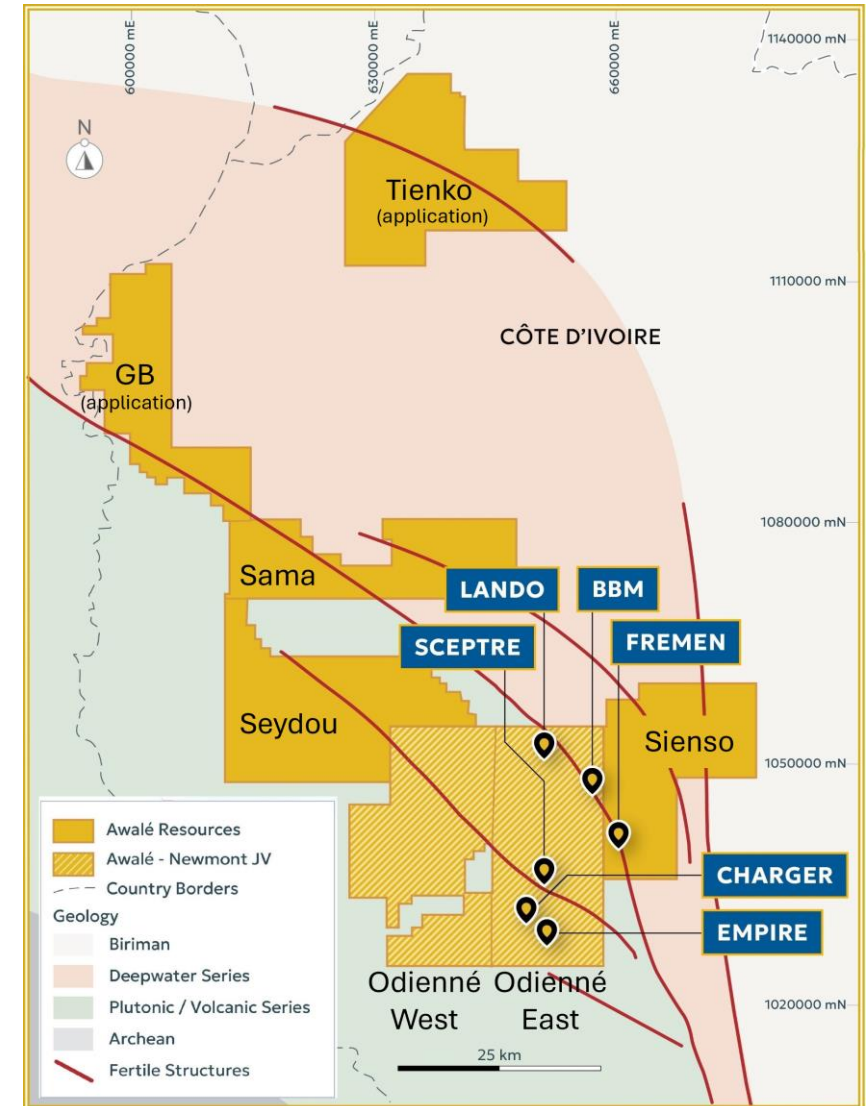 600000 mE
630000 mE
660000 mE
1140000 mN
N
Tienko
(application)
1110000 mN
CÔTE D'IVOIRE
GB
(application)
1080000 mN
Sama
LANDO
BBM
SCEPTRE
FREMEN
Seydou
Sienso
1050000 mN
Awalé Resources
Awalé - Newmont JV
Country Borders
Geology
Biriman
Deepwater Series
Plutonic / Volcanic Series
Archean
Fertile Structures
CHARGER
EMPIRE
Odienné
West
Odienné
East
1020000 mN
25 km